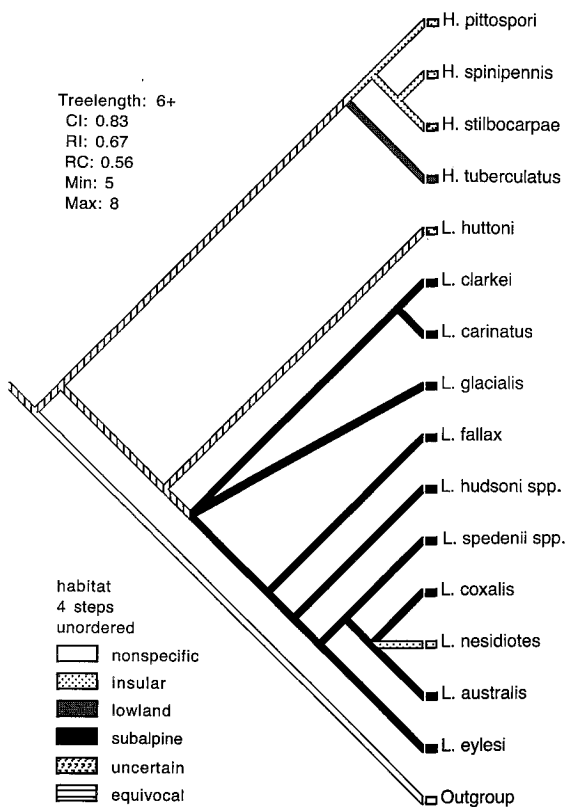 H. pittospori
H. spinipennis
Treelength: 6+
CI: 0.83
RI: 0.67
RC: 0.56
Min: 5
Max: 8
H. stilbocarpae
H. tuberculatus
L. huttoni
L. clarkei
L. carinatus
L. glacialis
L. fallax
L. hudsoni spp.
L. spedenii spp.
L. coxalis
L. nesidiotes
L. australis
L. eylesi
Outgroup
habitat
4 steps
unordered
nonspecific
insular
lowland
subalpine
uncertain
equivocal